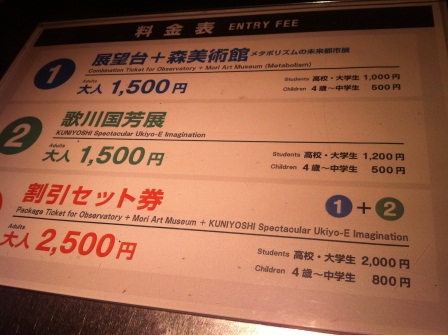 料金表 ENTRY FEE
1 展望台＋森美術館 メタボリズムの未来都市展
Combination Ticket for Observatory + Mori Art Museum (Metabolism)
Adults Students 高校・大学生 1,000円
大人 1,500円 Children 4歳～中学生 500円
2 歌川国芳展
KUNIYOSHI Spectacular Ukiyo-E Imagination
Adults Students 高校・大学生 1,200円
大人 1,500円 Children 4歳～中学生 500円
割引セット券 1+2
Package Ticket for Observatory + Mori Art Museum + KUNIYOSHI Spectacular Ukiyo-E Imagination
Adults Students 高校・大学生 2,000円
大人 2,500円 Children 4歳～中学生 800円